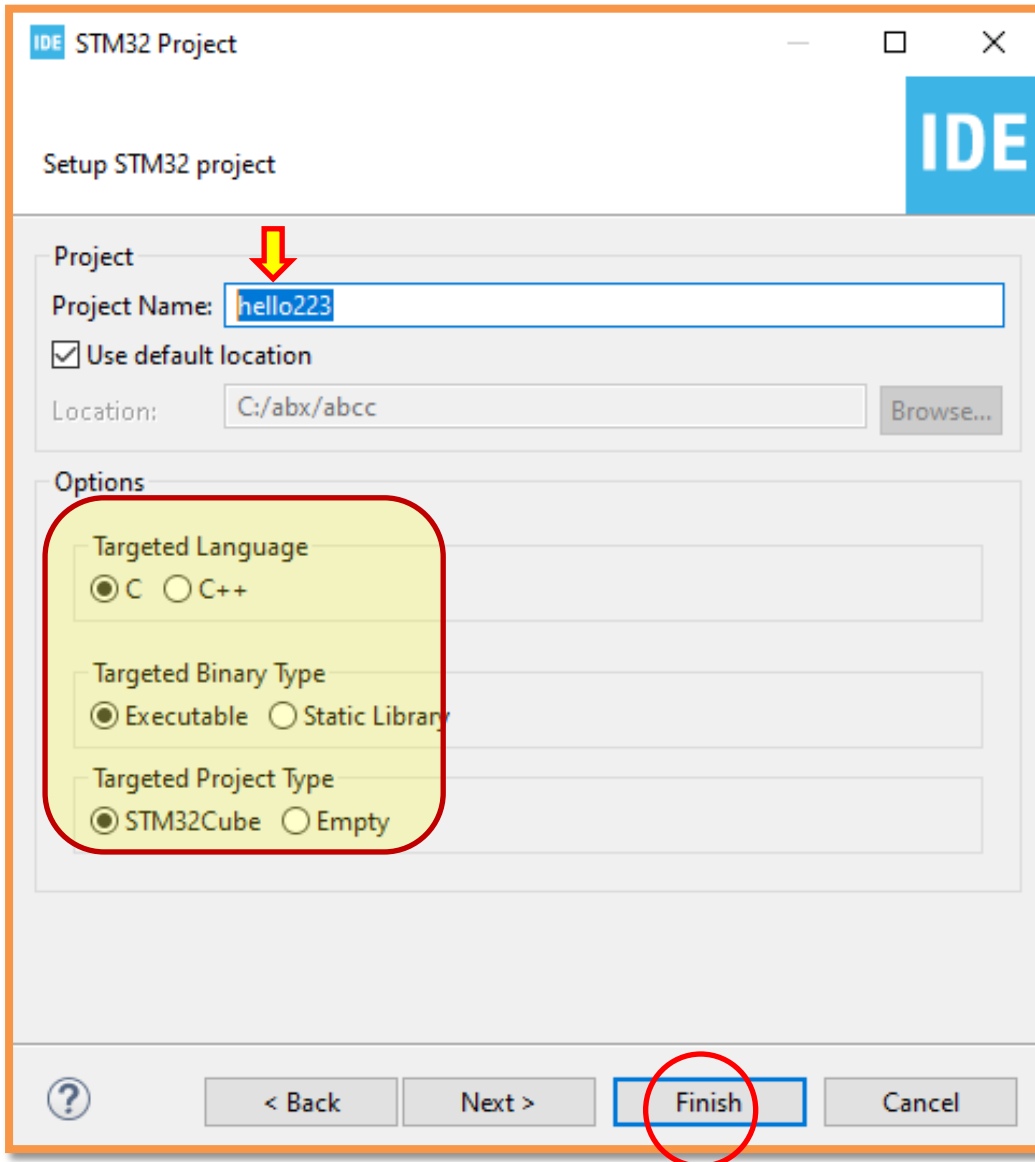 IDE STM32 Project
IDE
Setup STM32 project
Project
Project Name: hello223
Use default location
Location: C:/abx/abcc Browse...
Options
Targeted Language
C C++
Targeted Binary Type
Executable Static Library
Targeted Project Type
STM32Cube Empty
? < Back Next > Finish Cancel